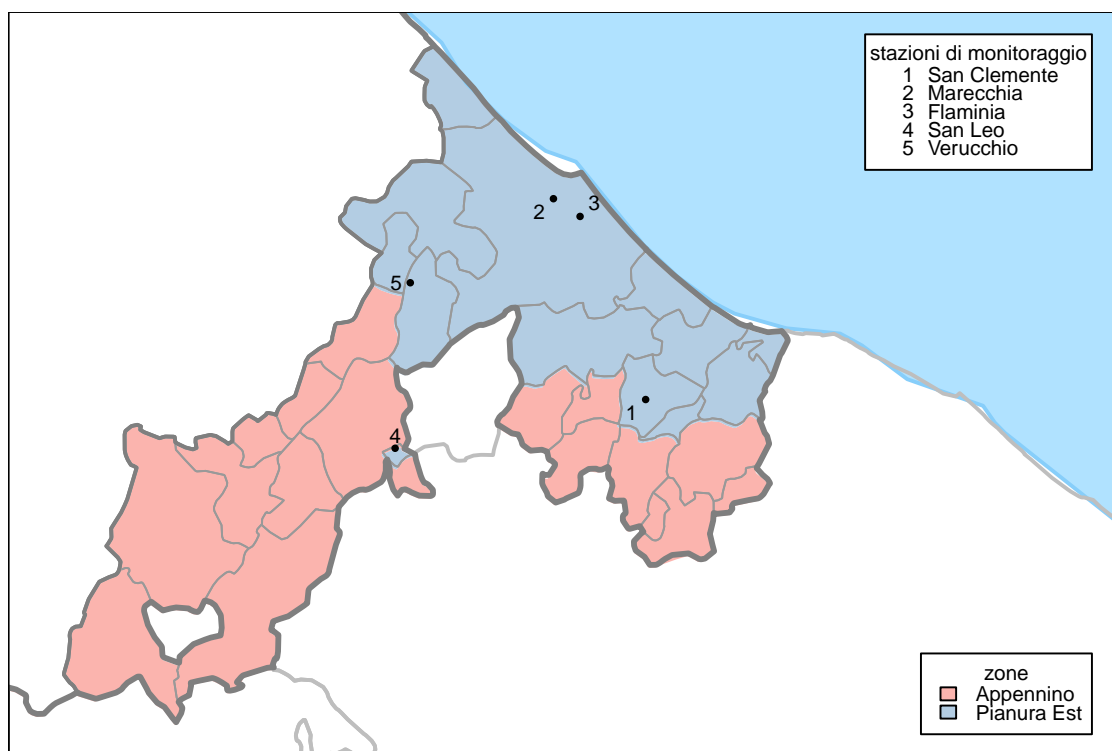 stazioni di monitoraggio
1 San Clemente
2 Marecchia
3 Flaminia
4 San Leo
5 Verucchio
2
3
5
1
4
zone
Appennino
Pianura Est